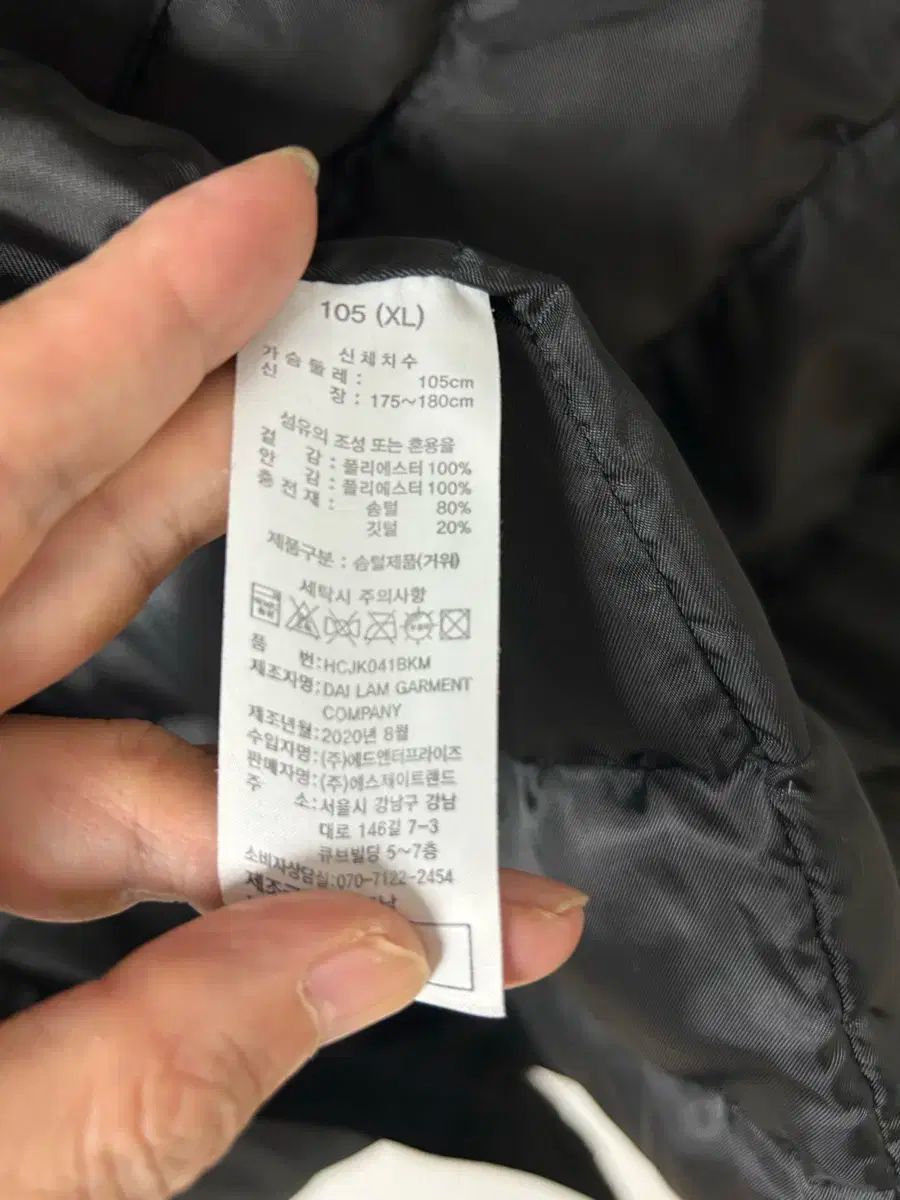 105 (XL)
신체치수
가슴둘레 : 105cm
신 장 : 175~180cm
섬유의 조성 또는 혼용율
겉 감 : 폴리에스터 100%
안 감 : 폴리에스터 100%
충전재 : 솜털 80%
깃털 20%
제품구분 : 솜털제품(거위)
세탁시 주의사항
품 번:HCJK041BKM
제조자명:DAI LAM GARMENT
COMPANY
제조년월:2020년 8월
수입자명:(주)에드엔터프라이즈
판매자명:(주)에스제이트랜드
주 소:서울시 강남구 강남
대로 146길 7-3
큐브빌딩 5~7층
소비자상담실:070-7122-2454
제조